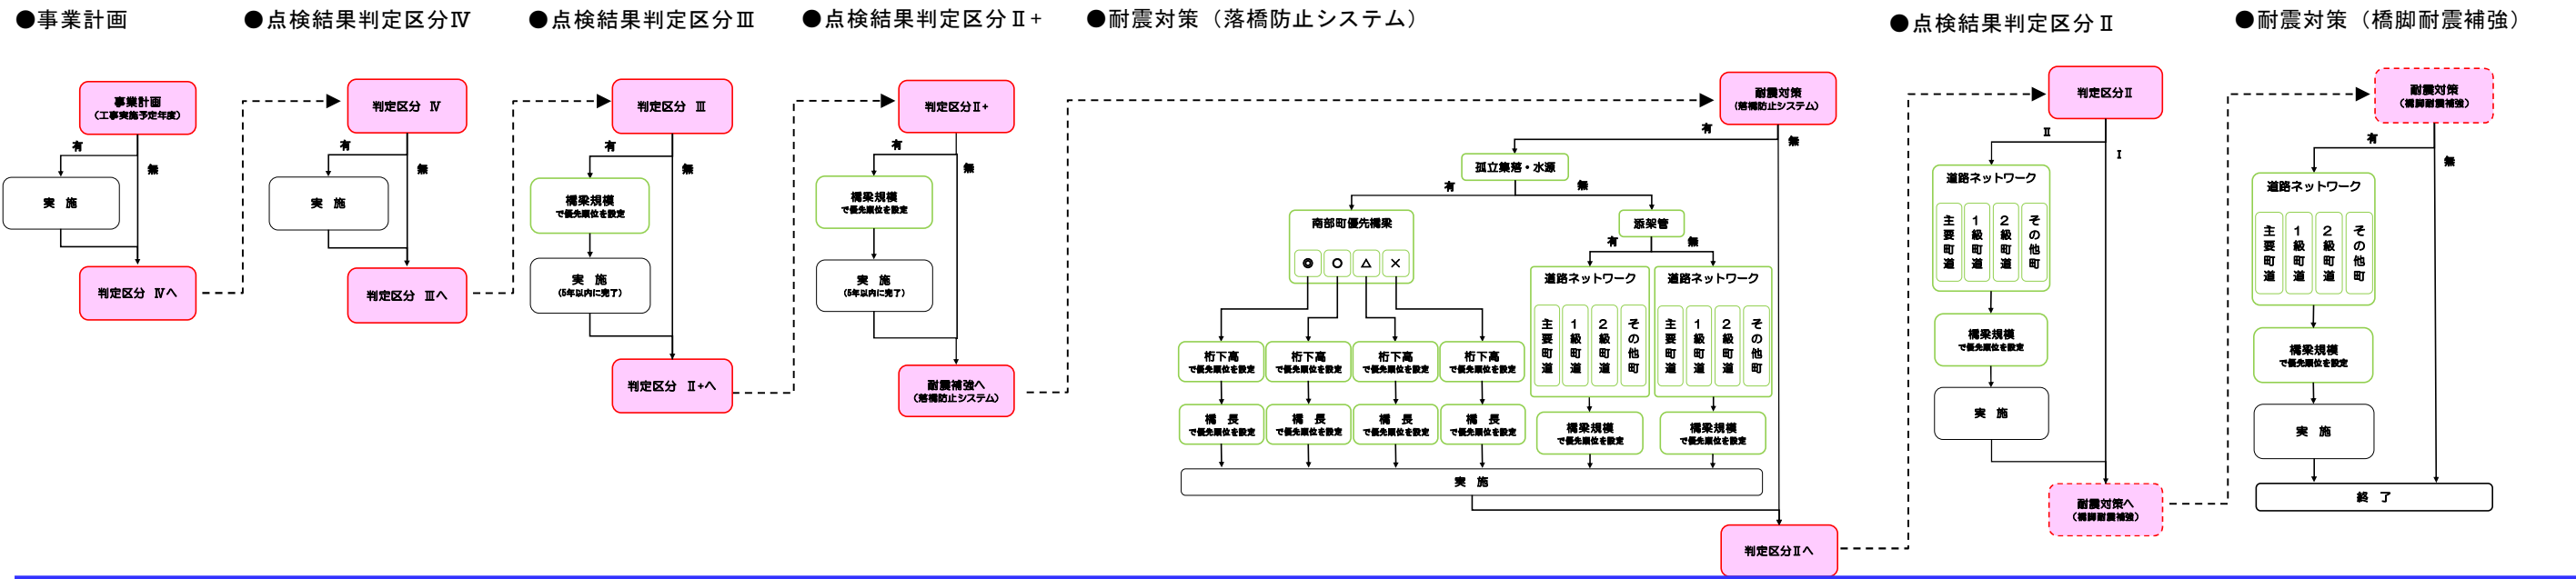 ●事業計画
事業計画
（工事実施予定年度）
有
無
実　施
判定区分　Ⅳへ
●点検結果判定区分Ⅳ
判定区分　Ⅳ
有
無
実　施
判定区分　Ⅲへ
●点検結果判定区分Ⅲ
判定区分　Ⅲ
有
無
橋梁規模
で優先順位を設定
実　施
（5年以内に完了）
判定区分　Ⅱ+へ
●点検結果判定区分Ⅱ+
判定区分Ⅱ+
有
無
橋梁規模
で優先順位を設定
実　施
（5年以内に完了）
耐震補強へ
（落橋防止システム）
●耐震対策（落橋防止システム）
耐震対策
（落橋防止システム）
有
無
孤立集落・水源
有
無
南部町優先橋梁
◎ ○ △ ×
添架管
有
無
道路ネットワーク
主要町道
1級町道
2級町道
その他町
道路ネットワーク
主要町道
1級町道
2級町道
その他町
桁下高
で優先順位を設定
桁下高
で優先順位を設定
桁下高
で優先順位を設定
桁下高
で優先順位を設定
橋　長
で優先順位を設定
橋　長
で優先順位を設定
橋　長
で優先順位を設定
橋　長
で優先順位を設定
橋梁規模
で優先順位を設定
橋梁規模
で優先順位を設定
実　施
判定区分Ⅱへ
●点検結果判定区分Ⅱ
判定区分Ⅱ
Ⅱ
Ⅰ
道路ネットワーク
主要町道
1級町道
2級町道
その他町
橋梁規模
で優先順位を設定
実　施
耐震対策へ
（橋脚耐震補強）
●耐震対策（橋脚耐震補強）
耐震対策
（橋脚耐震補強）
有
無
道路ネットワーク
主要町道
1級町道
2級町道
その他町
橋梁規模
で優先順位を設定
実　施
終　了